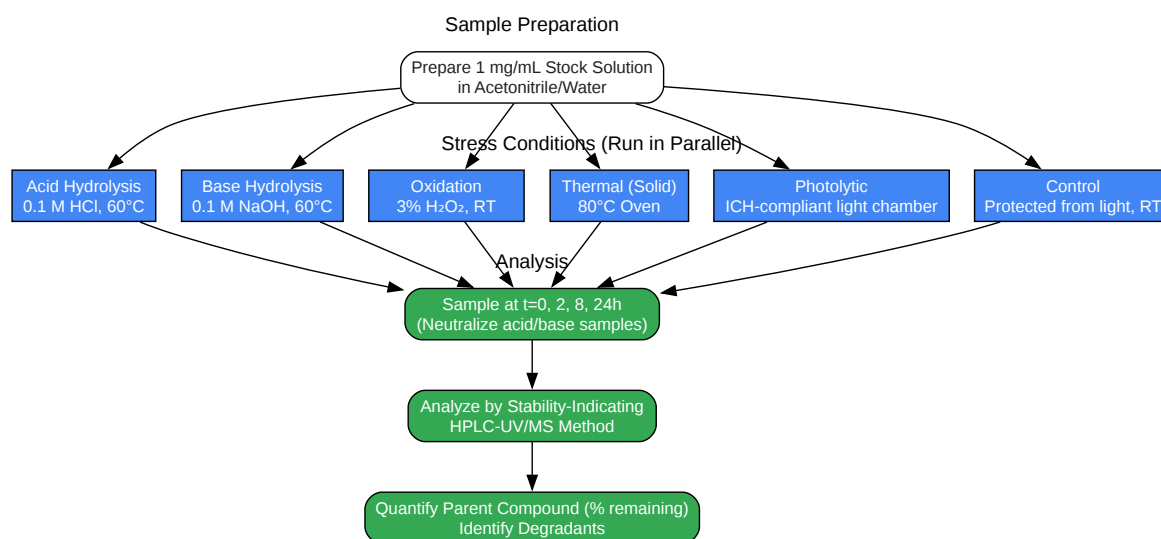 Sample Preparation
Prepare 1 mg/mL Stock Solution
in Acetonitrile/Water
Stress Conditions (Run in Parallel)
Acid Hydrolysis
0.1 M HCl, 60°C
Base Hydrolysis
0.1 M NaOH, 60°C
Oxidation
3% H₂O₂, RT
Thermal (Solid)
80°C Oven
Photolytic
ICH-compliant light chamber
Control
Protected from light, RT
Analysis
Sample at t=0, 2, 8, 24h
(Neutralize acid/base samples)
Analyze by Stability-Indicating
HPLC-UV/MS Method
Quantify Parent Compound (% remaining)
Identify Degradants